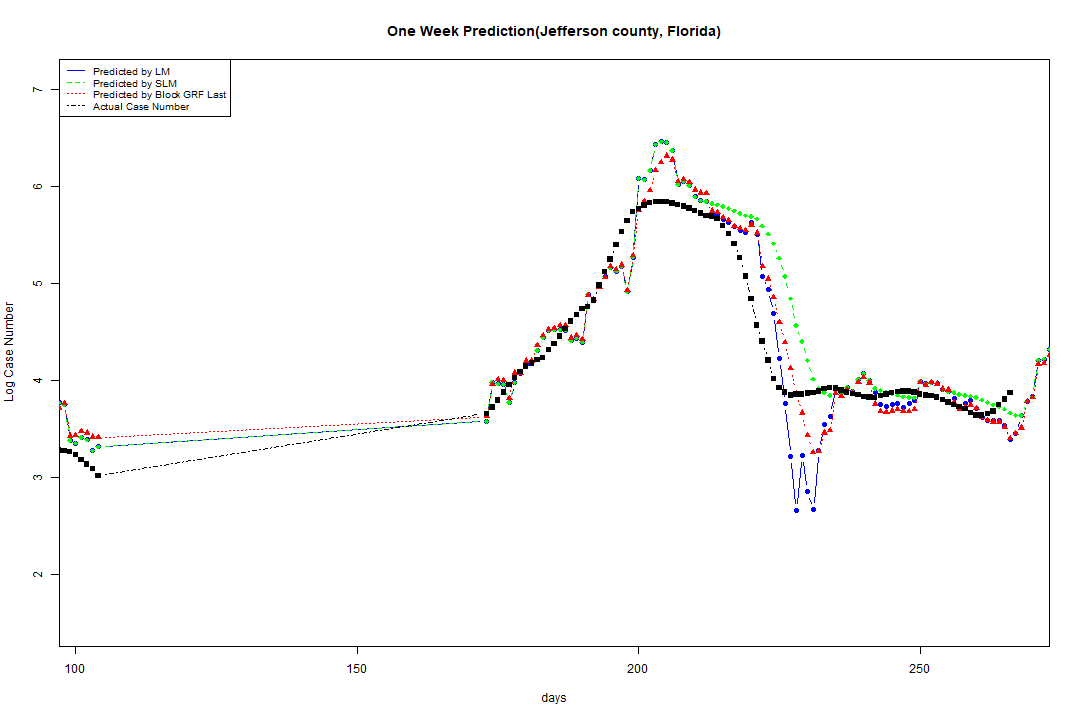 One Week Prediction(Jefferson county, Florida)
Predicted by LM
Predicted by SLM
Predicted by Block GRF Last
Actual Case Number
7
6
5
4
3
2
Log Case Number
100 150 200 250
days